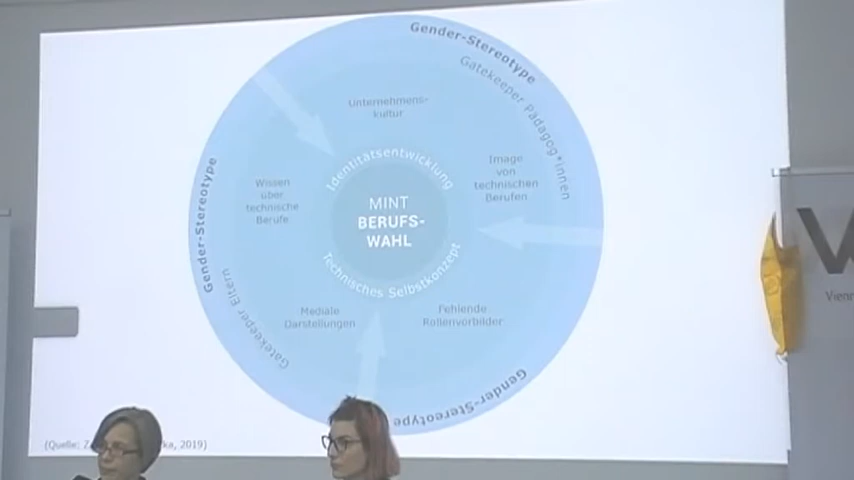 Gender-Stereotype
Gatekeeper Pädagog*innen
Unternehmens-
kultur
Identitätsentwicklung
Image
von
technischen
Berufen
Wissen
über
technische
Berufe
MINT
BERUFS-
WAHL
Gender-Stereotype
Technisches Selbstkonzept
Gatekeeper Eltern
Mediale
Darstellungen
Fehlende
Rollenvorbilder
Gender-Stereotype
(Quelle: ka, 2019)